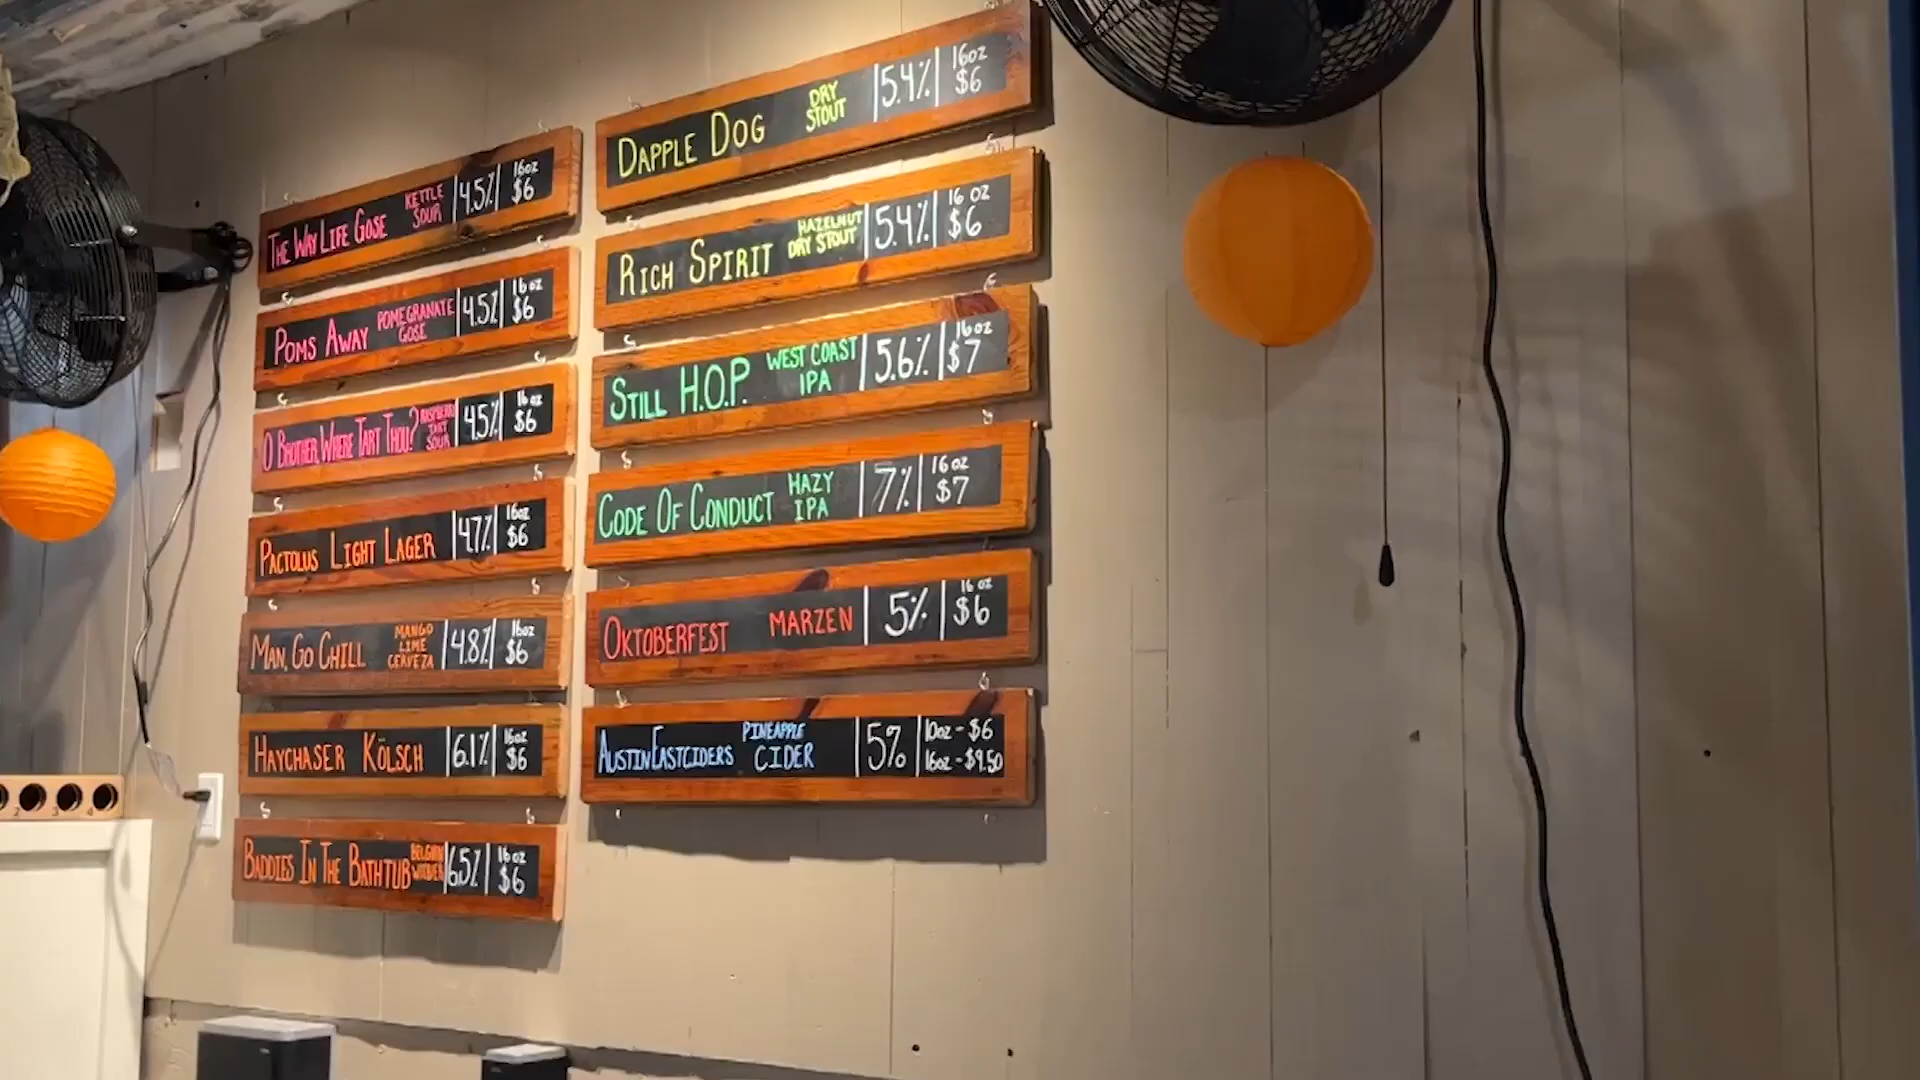 THE WAY LIFE GOSE KETTLE SOUR 4.5% 16oz $6
POMS AWAY POMEGRANATE GOSE 4.5% 16oz $6
O BROTHER, WHERE TART THOU? RASPBERRY TART SOUR 4.5% 16oz $6
PACTOLUS LIGHT LAGER 4.7% 16oz $6
MAN, GO CHILL MANGO LIME CERVEZA 4.8% 16oz $6
HAYCHASER KÖLSCH 6.1% 16oz $6
BADDIES IN THE BATHTUB BELGIAN 6.5% 16oz $6
DAPPLE DOG DRY STOUT 5.4% 16oz $6
RICH SPIRIT HAZELNUT DRY STOUT 5.4% 16 OZ $6
STILL H.O.P. WEST COAST IPA 5.6% 16oz $7
CODE OF CONDUCT HAZY IPA 7% 16oz $7
OKTOBERFEST MARZEN 5% 16 oz $6
AUSTINEASTCIDERS PINEAPPLE CIDER 5% 10oz - $6 16oz - $9.50